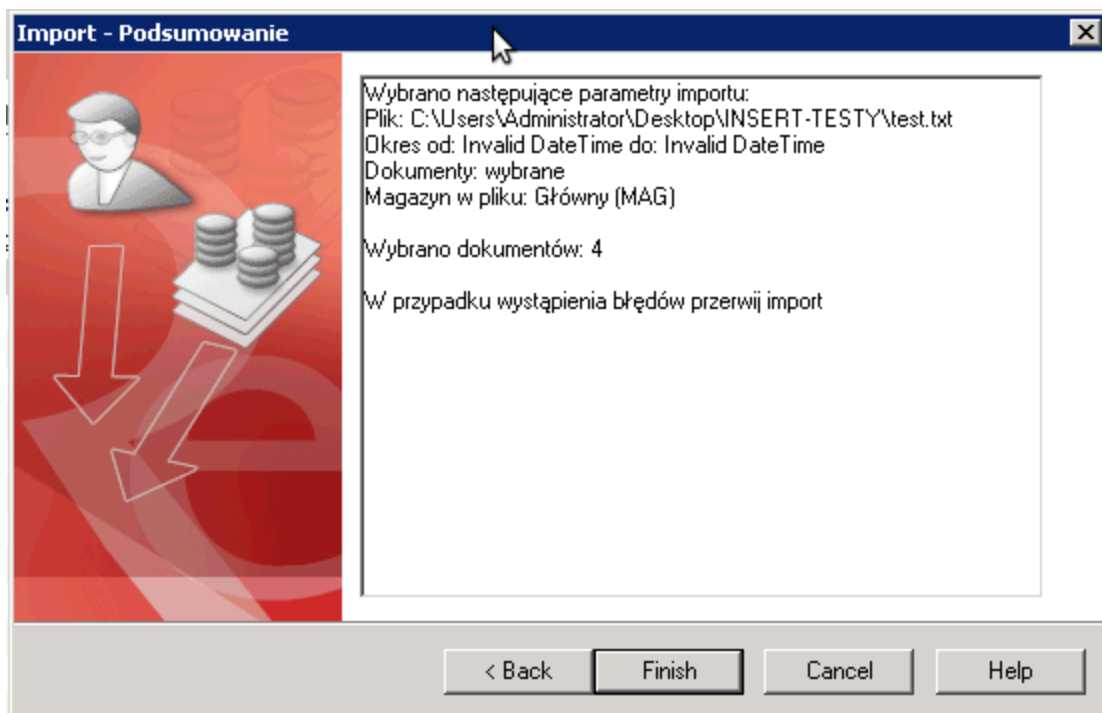 Import - Podsumowanie
Wybrano następujące parametry importu:
Plik: C:\Users\Administrator\Desktop\INSERT-TESTY\test.txt
Okres od: Invalid DateTime do: Invalid DateTime
Dokumenty: wybrane
Magazyn w pliku: Główny (MAG)
Wybrano dokumentów: 4
W przypadku wystąpienia błędów przerwij import
< Back Finish Cancel Help